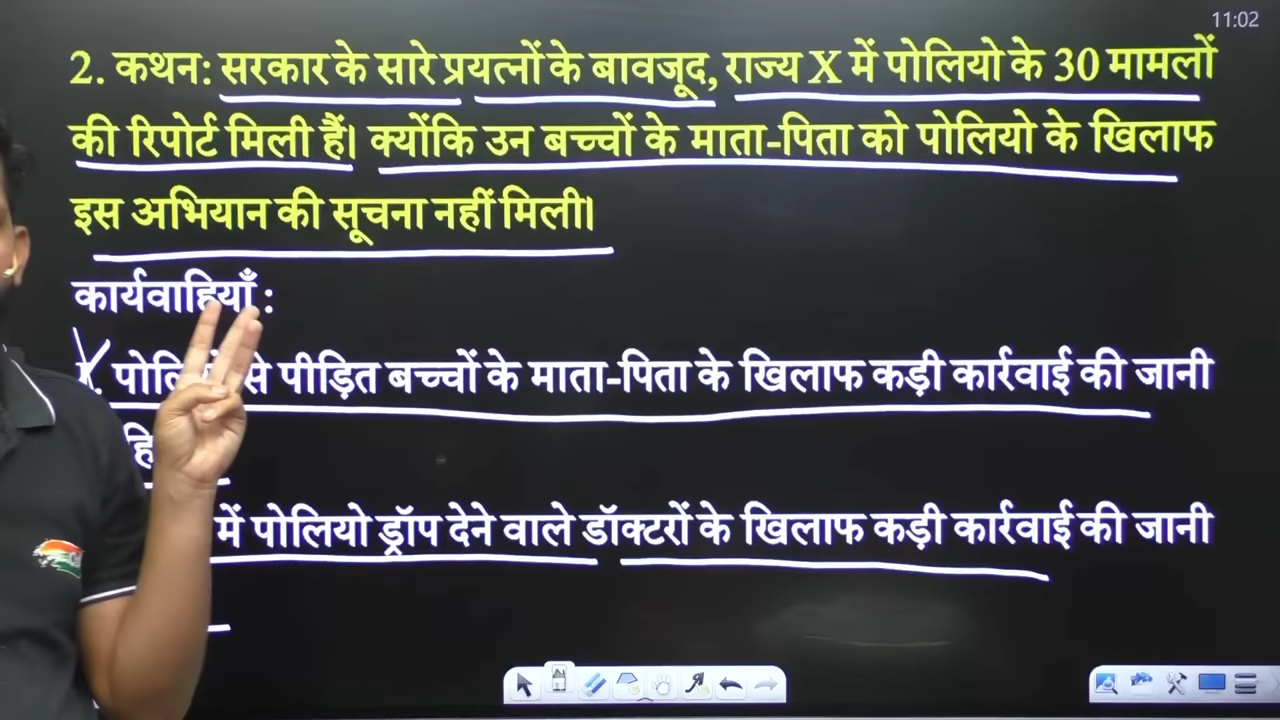 11:02
2. कथन: सरकार के सारे प्रयत्नों के बावजूद, राज्य X में पोलियो के 30 मामलों
की रिपोर्ट मिली हैं। क्योंकि उन बच्चों के माता-पिता को पोलियो के खिलाफ
इस अभियान की सूचना नहीं मिली।
कार्यवाहियाँ :
से पीड़ित बच्चों के माता-पिता के खिलाफ कड़ी कार्रवाई की जानी
में पोलियो ड्रॉप देने वाले डॉक्टरों के खिलाफ कड़ी कार्रवाई की जानी